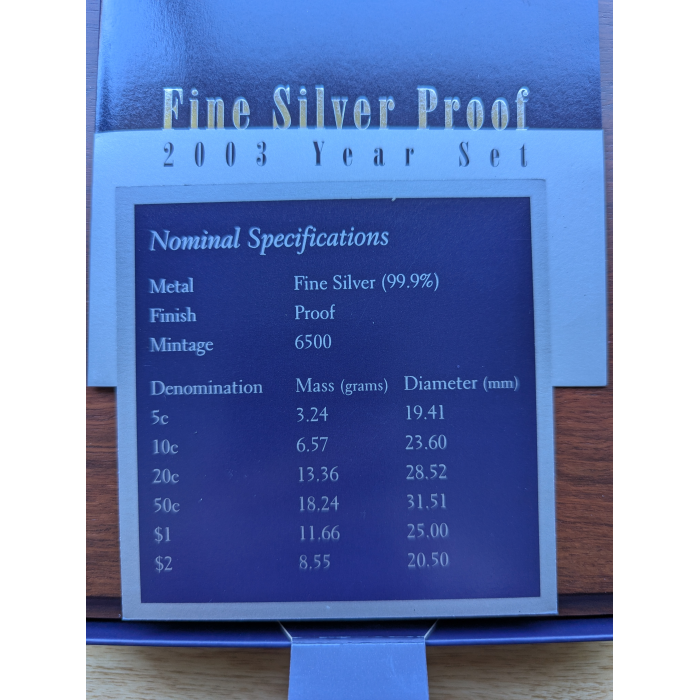 Fine Silver Proof
2003 Year Set
Nominal Specifications
Metal Fine Silver (99.9%)
Finish Proof
Mintage 6500
Denomination Mass (grams) Diameter (mm)
5c 3.24 19.41
10c 6.57 23.60
20c 13.36 28.52
50c 18.24 31.51
$1 11.66 25.00
$2 8.55 20.50